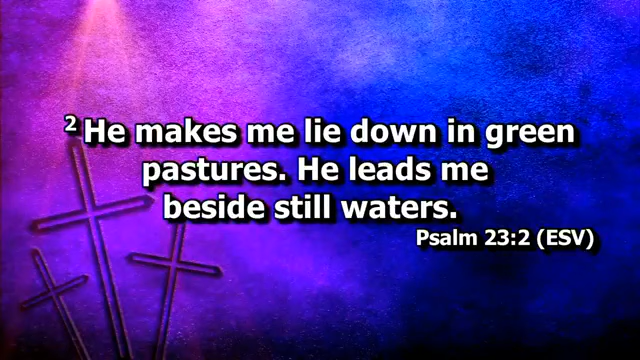 2 He makes me lie down in green
pastures. He leads me
beside still waters.
Psalm 23:2 (ESV)